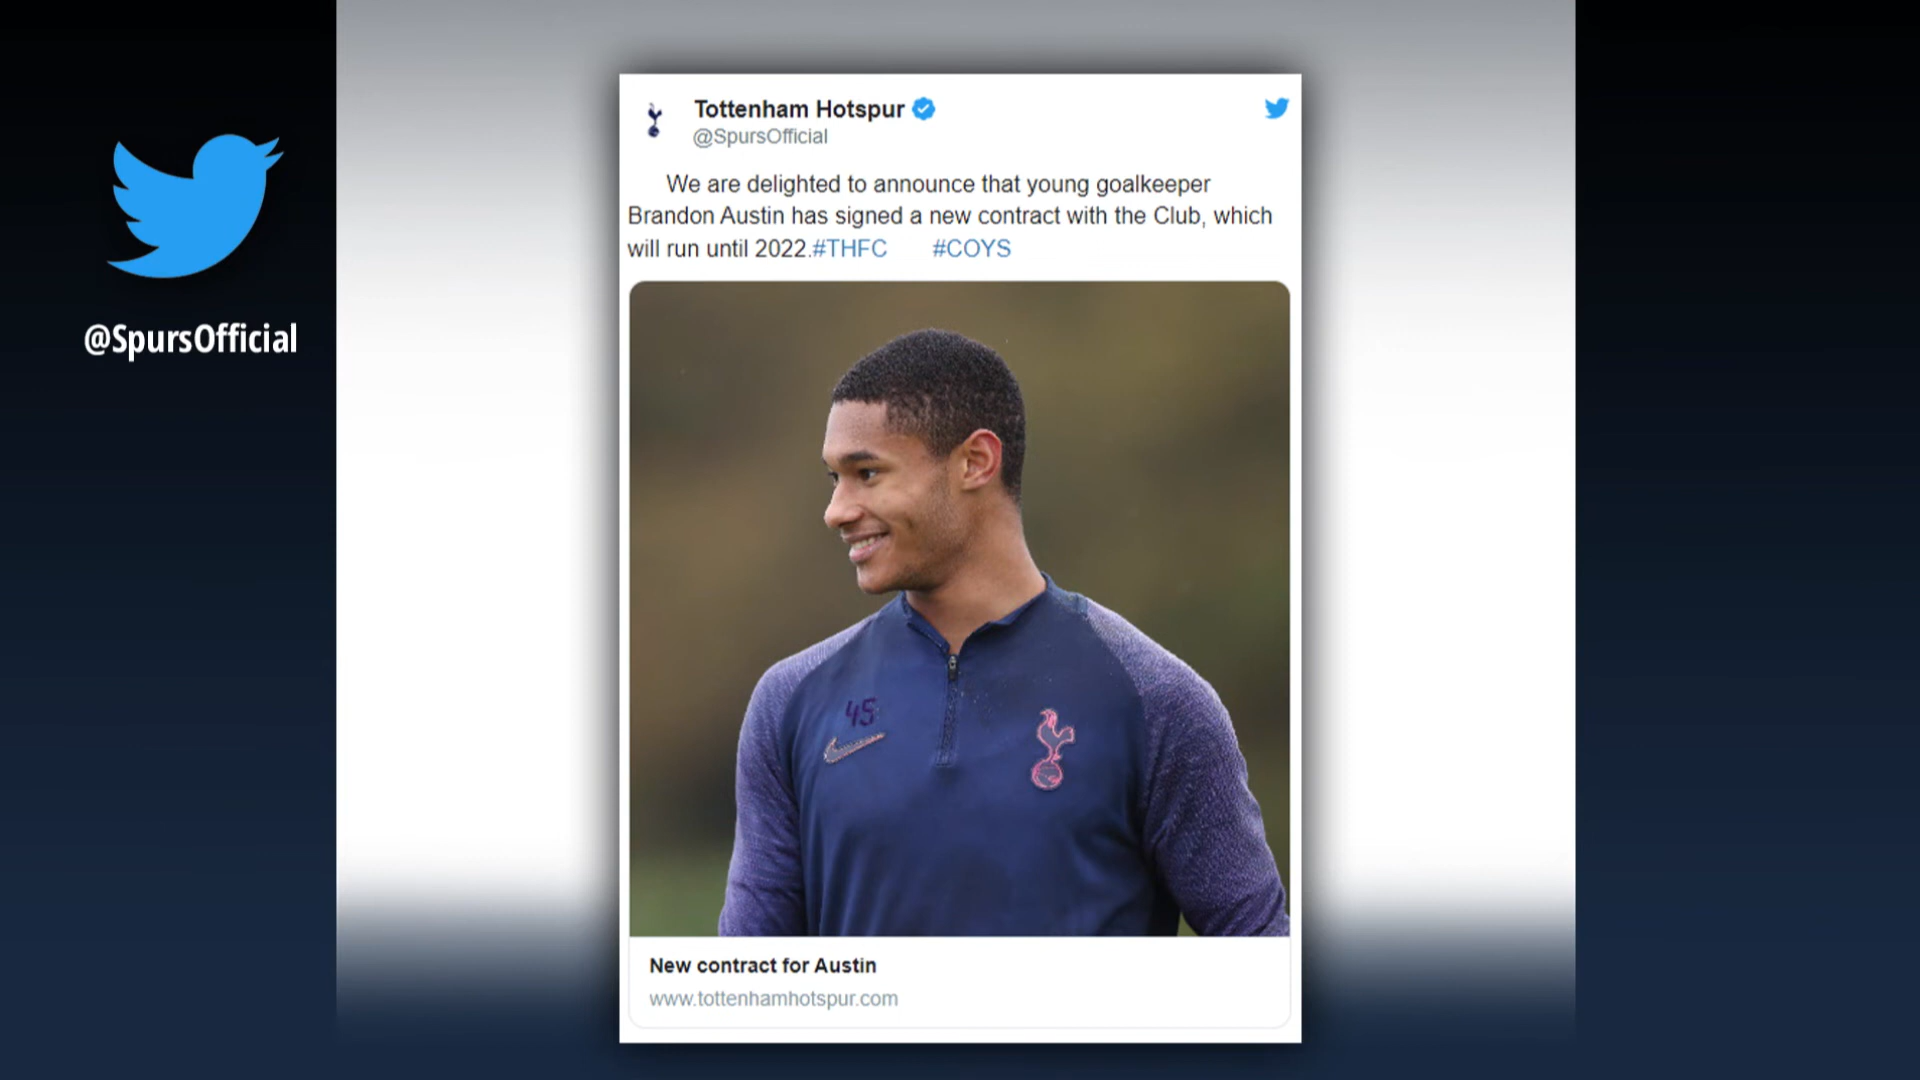 @SpursOfficial
Tottenham Hotspur
@SpursOfficial
We are delighted to announce that young goalkeeper
Brandon Austin has signed a new contract with the Club, which
will run until 2022.#THFC #COYS
45
New contract for Austin
www.tottenhamhotspur.com